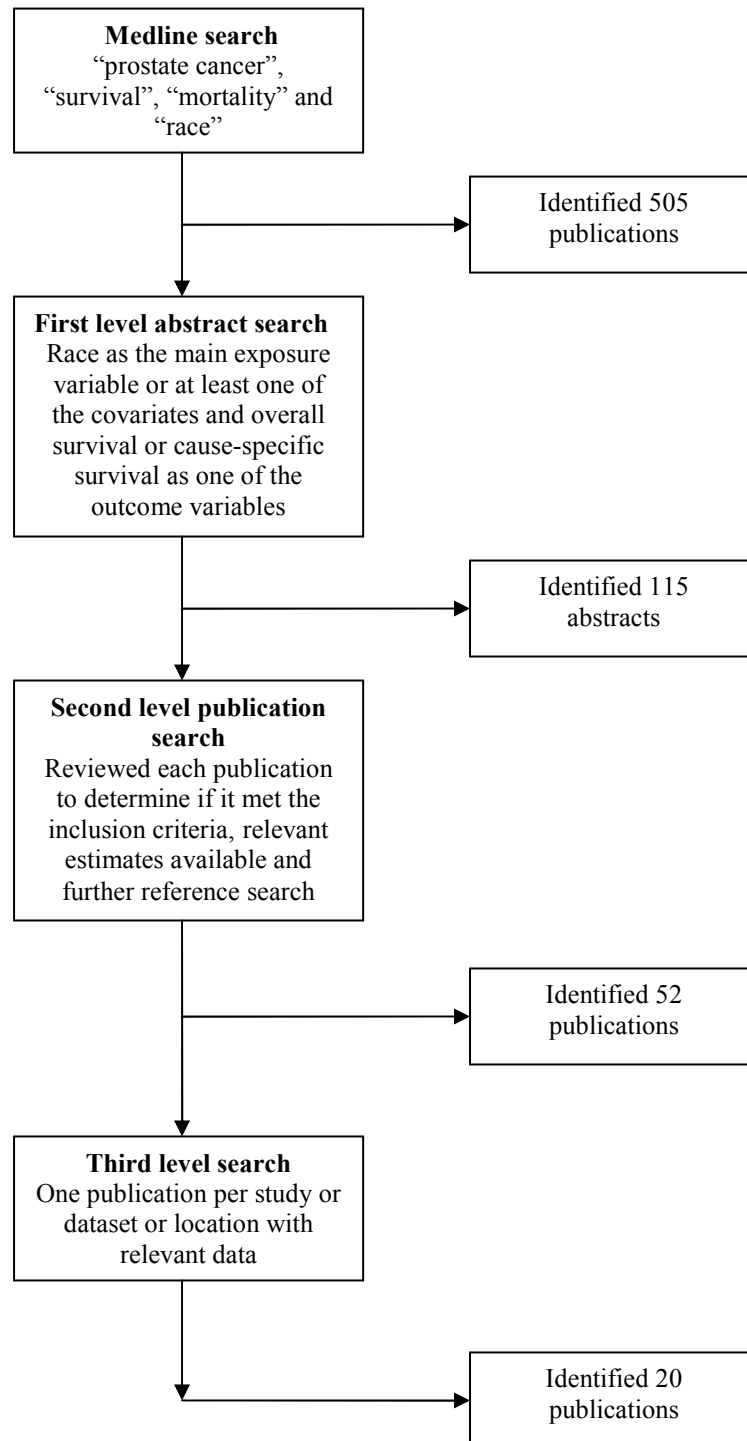 Medline search
“prostate cancer”,
“survival”, “mortality” and
“race”
Identified 505
publications
First level abstract search
Race as the main exposure
variable or at least one of
the covariates and overall
survival or cause-specific
survival as one of the
outcome variables
Identified 115
abstracts
Second level publication
search
Reviewed each publication
to determine if it met the
inclusion criteria, relevant
estimates available and
further reference search
Identified 52
publications
Third level search
One publication per study or
dataset or location with
relevant data
Identified 20
publications